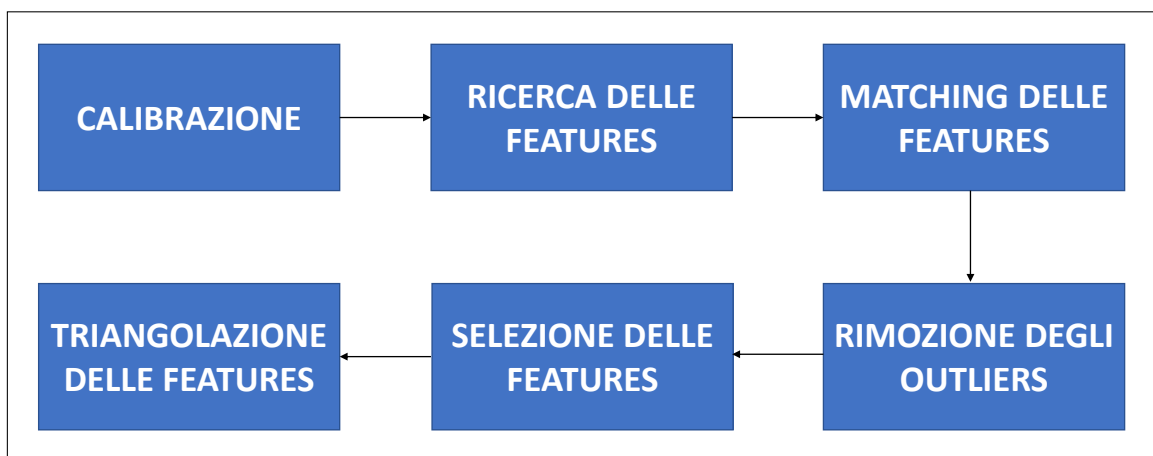 CALIBRAZIONE
RICERCA DELLE
FEATURES
MATCHING DELLE
FEATURES
TRIANGOLAZIONE
DELLE FEATURES
SELEZIONE DELLE
FEATURES
RIMOZIONE DEGLI
OUTLIERS